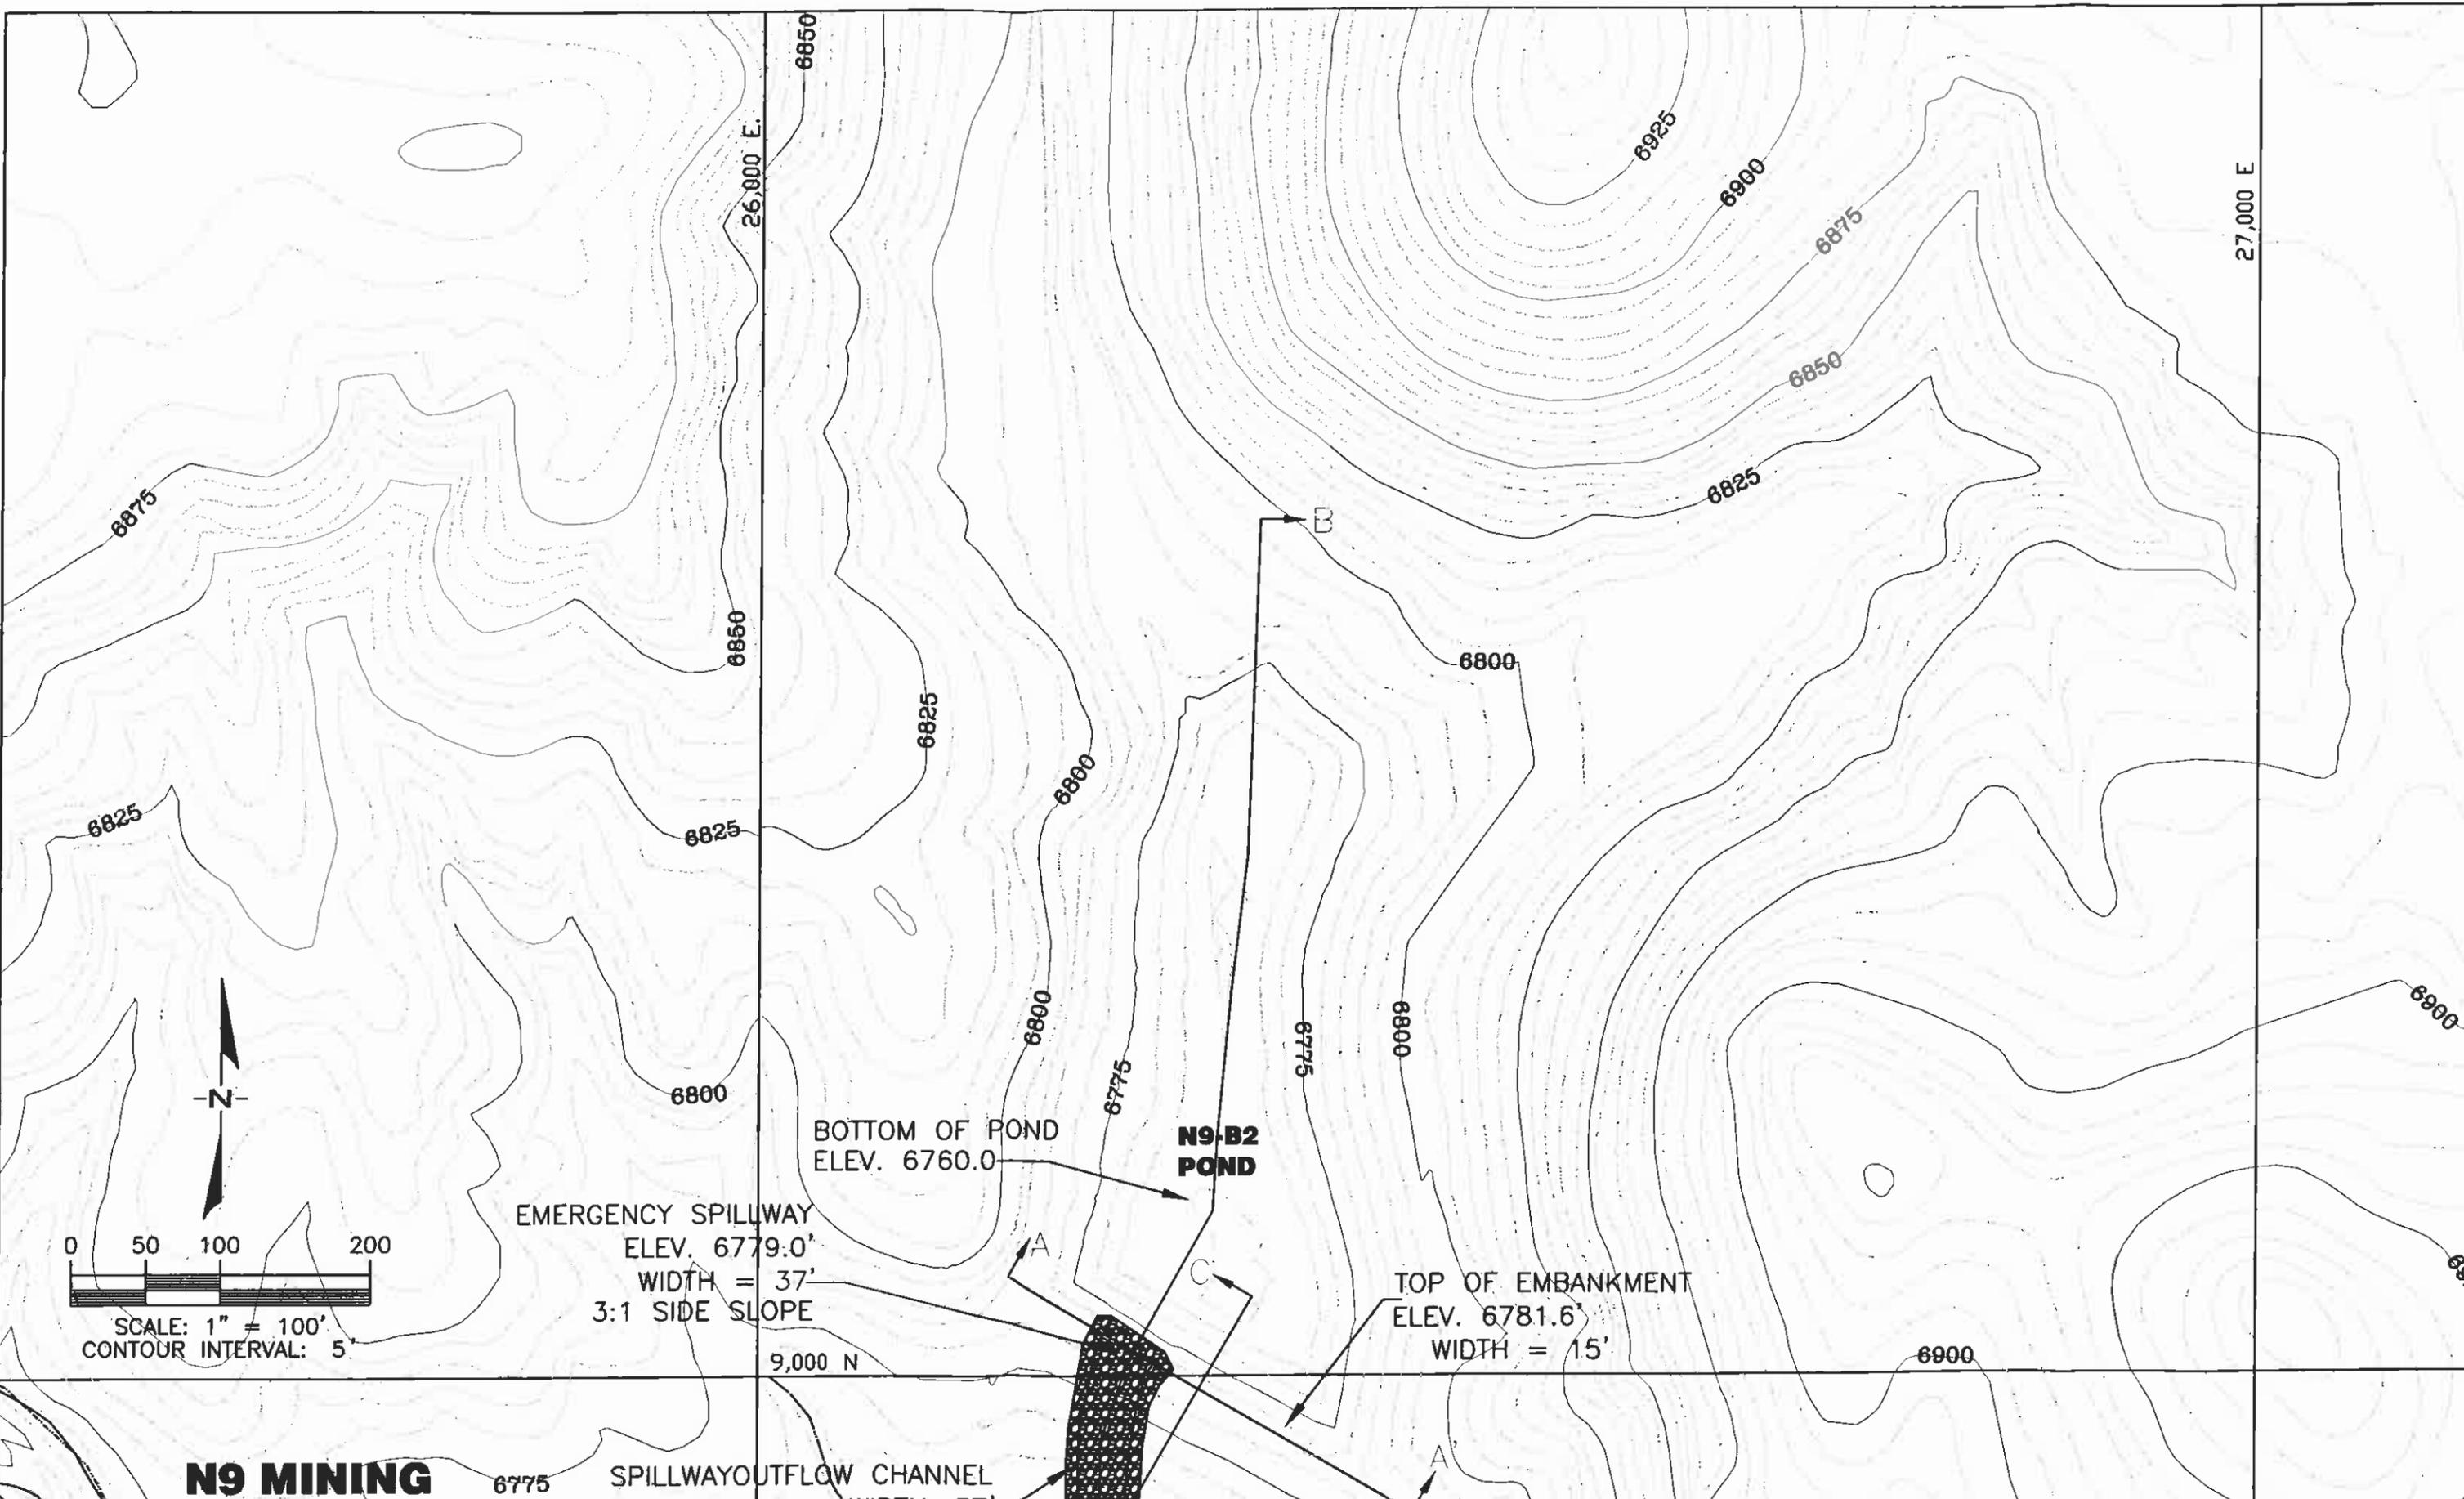 6850
26,000 E.
6925
6900
6875
27,000 E
6850
6875
6825
B
6850
6800
6825
6800
6825
6825
6900
6800
6775
6800
6775
6800
-N-
BOTTOM OF POND
ELEV. 6760.0
N9-B2
POND
EMERGENCY SPILLWAY
ELEV. 6779.0'
WIDTH = 37'
3:1 SIDE SLOPE
A
C
TOP OF EMBANKMENT
ELEV. 6781.6'
WIDTH = 15'
0 50 100 200
SCALE: 1" = 100'
CONTOUR INTERVAL: 5'
9,000 N
6900
A'
N9 MINING
6775
SPILLWAYOUTFLOW CHANNEL